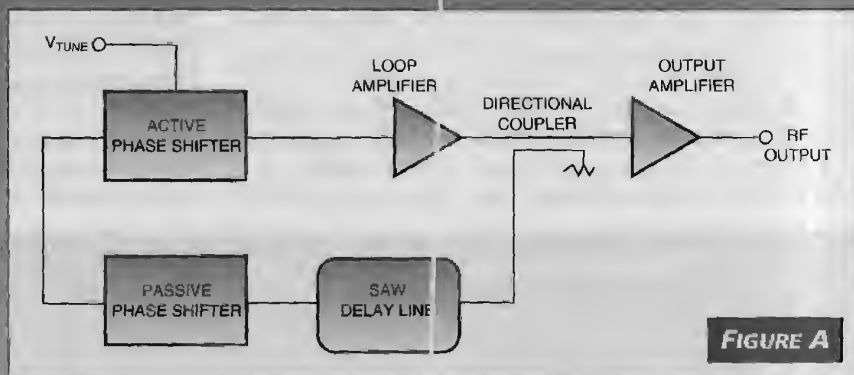 VTUNE
LOOP
AMPLIFIER
OUTPUT
AMPLIFIER
DIRECTIONAL
COUPLER
ACTIVE
PHASE SHIFTER
RF
OUTPUT
PASSIVE
PHASE SHIFTER
SAW
DELAY LINE
FIGURE A